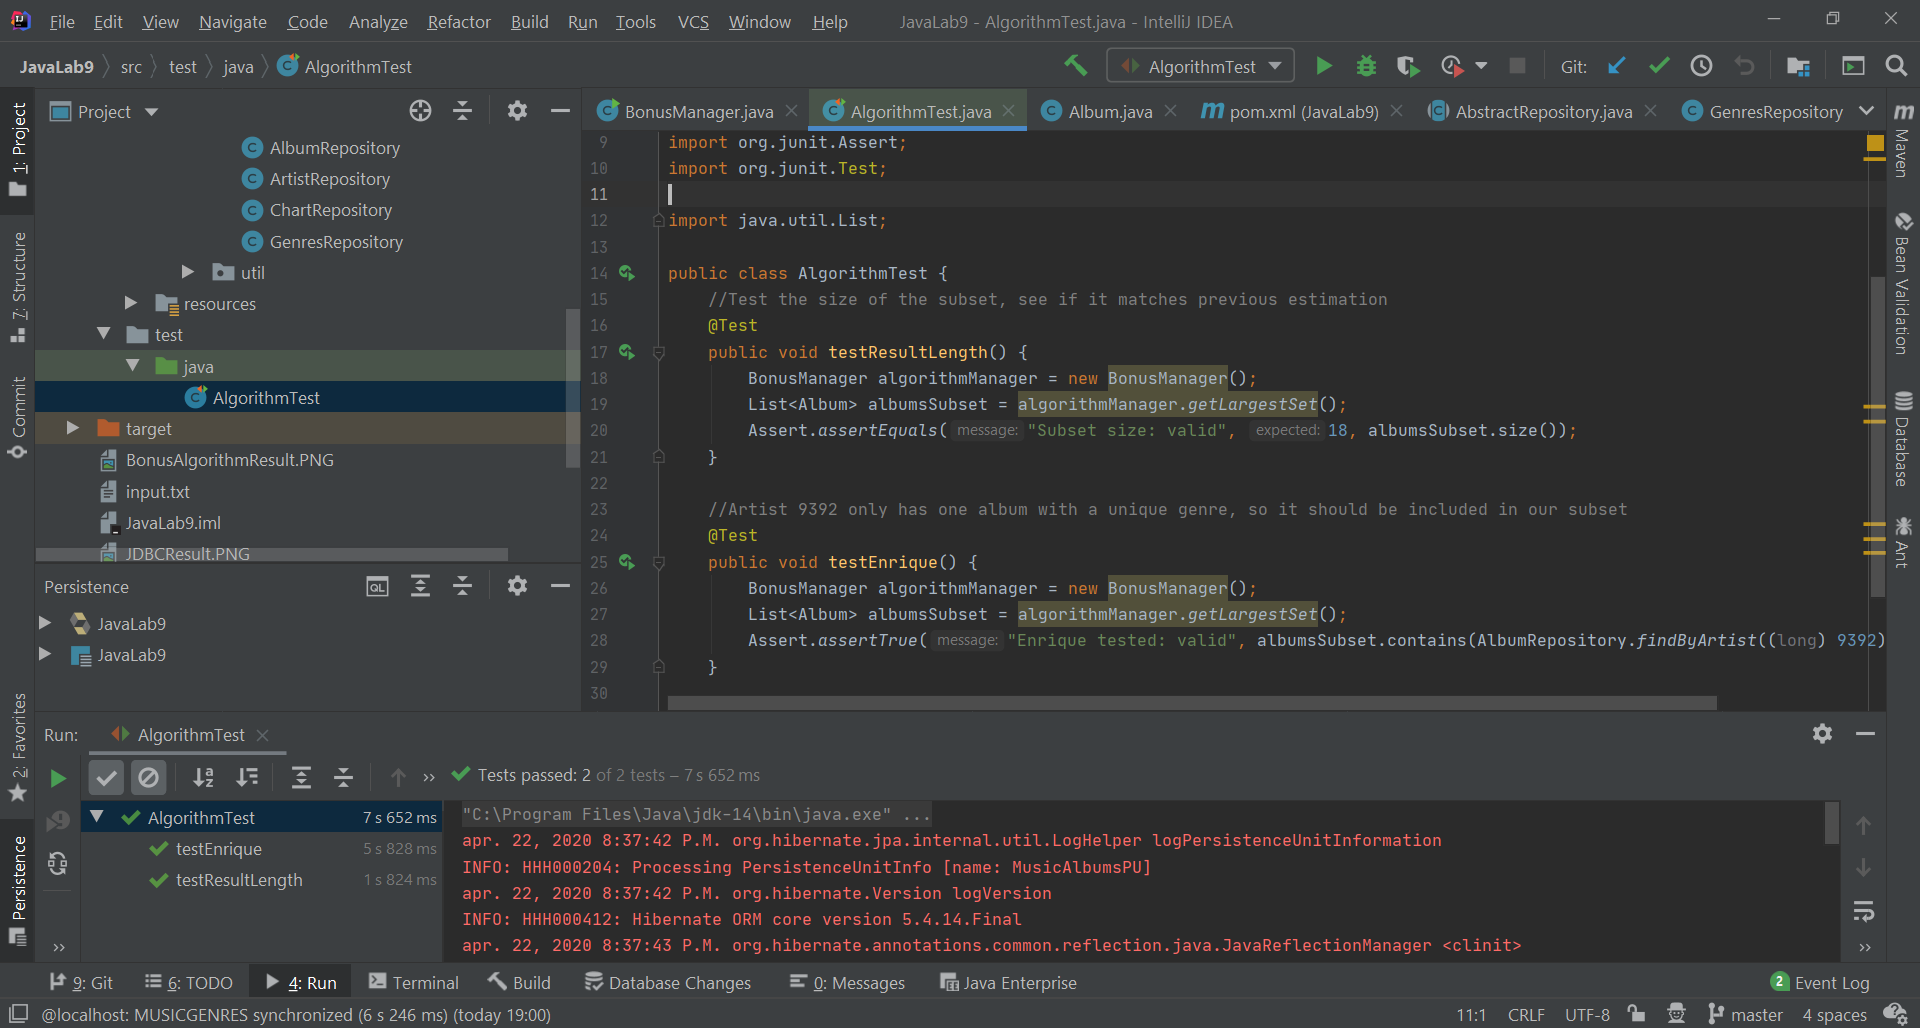 File Edit View Navigate Code Analyze Refactor Build Run Tools VCS Window Help JavaLab9 - AlgorithmTest.java - IntelliJ IDEA
JavaLab9 src test java AlgorithmTest AlgorithmTest Git:
1: Project
7: Structure
Commit
2: Favorites
Persistence
Project
AlbumRepository
ArtistRepository
ChartRepository
GenresRepository
util
resources
test
java
AlgorithmTest
target
BonusAlgorithmResult.PNG
input.txt
JavaLab9.iml
JDBCResult.PNG
Persistence
JavaLab9
JavaLab9
BonusManager.java AlgorithmTest.java Album.java pom.xml (JavaLab9) AbstractRepository.java GenresRepository
9 import org.junit.Assert;
10 import org.junit.Test;
11
12 import java.util.List;
13
14 public class AlgorithmTest {
15 //Test the size of the subset, see if it matches previous estimation
16 @Test
17 public void testResultLength() {
18 BonusManager algorithmManager = new BonusManager();
19 List<Album> albumsSubset = algorithmManager.getLargestSet();
20 Assert.assertEquals( message: "Subset size: valid", expected: 18, albumsSubset.size());
21 }
22
23 //Artist 9392 only has one album with a unique genre, so it should be included in our subset
24 @Test
25 public void testEnrique() {
26 BonusManager algorithmManager = new BonusManager();
27 List<Album> albumsSubset = algorithmManager.getLargestSet();
28 Assert.assertTrue( message: "Enrique tested: valid", albumsSubset.contains(AlbumRepository.findByArtist((long) 9392)
29 }
30
Maven
Bean Validation
Database
Ant
Run: AlgorithmTest
Tests passed: 2 of 2 tests – 7 s 652 ms
AlgorithmTest 7 s 652 ms
testEnrique 5 s 828 ms
testResultLength 1 s 824 ms
"C:\Program Files\Java\jdk-14\bin\java.exe" ...
apr. 22, 2020 8:37:42 P.M. org.hibernate.jpa.internal.util.LogHelper logPersistenceUnitInformation
INFO: HHH000204: Processing PersistenceUnitInfo [name: MusicAlbumsPU]
apr. 22, 2020 8:37:42 P.M. org.hibernate.Version logVersion
INFO: HHH000412: Hibernate ORM core version 5.4.14.Final
apr. 22, 2020 8:37:43 P.M. org.hibernate.annotations.common.reflection.java.JavaReflectionManager <clinit>
9: Git 6: TODO 4: Run Terminal Build Database Changes 0: Messages Java Enterprise 2 Event Log
@localhost: MUSICGENRES synchronized (6 s 246 ms) (today 19:00) 11:1 CRLF UTF-8 master 4 spaces